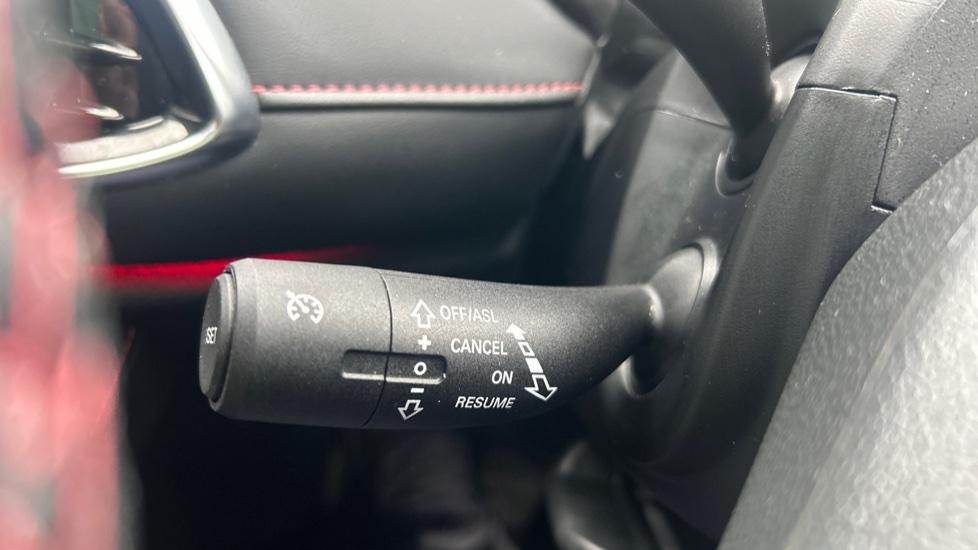 SET
OFF/ASL
+
CANCEL
O
ON
−
RESUME